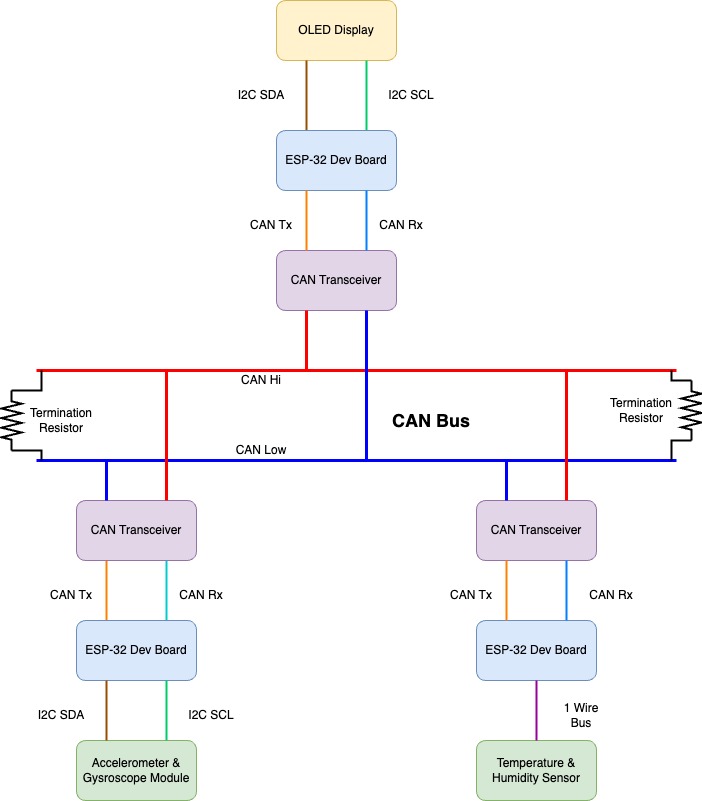 OLED Display
I2C SDA
I2C SCL
ESP-32 Dev Board
CAN Tx
CAN Rx
CAN Transceiver
CAN Hi
Termination
Resistor
CAN Bus
Termination
Resistor
CAN Low
CAN Transceiver
CAN Transceiver
CAN Tx
CAN Rx
CAN Tx
CAN Rx
ESP-32 Dev Board
ESP-32 Dev Board
I2C SDA
I2C SCL
1 Wire
Bus
Accelerometer &
Gysroscope Module
Temperature &
Humidity Sensor